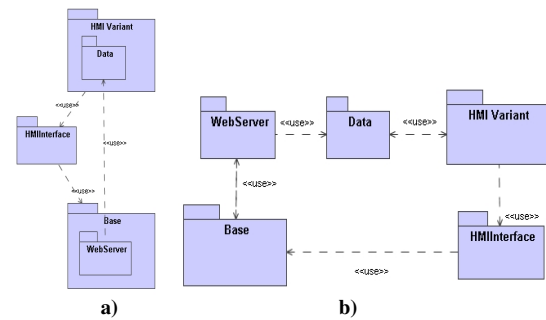 HMI Variant
Data
<<use>>
HMIInterface
<<use>>
<<use>>
Base
WebServer
a)
WebServer
<<use>>
Data
<<use>>
HMI Variant
<<use>>
<<use>>
Base
HMIInterface
<<use>>
b)